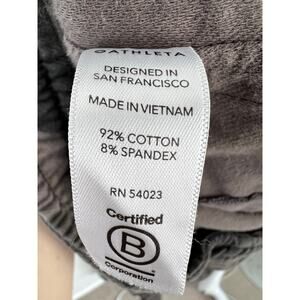 ©ATHLETA
DESIGNED IN
SAN FRANCISCO
MADE IN VIETNAM
92% COTTON
8% SPANDEX
RN 54023
Certified
B
Corporation